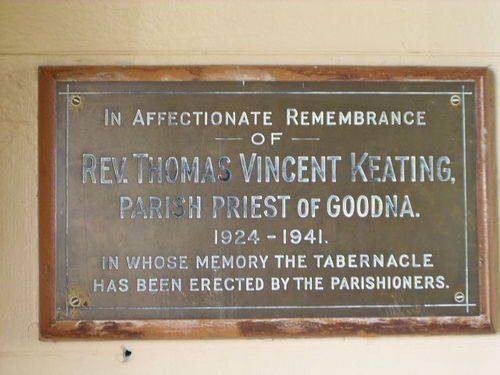 In Affectionate Remembrance
— OF —
Rev. Thomas Vincent Keating,
PARISH PRIEST OF GOODNA.
1924 - 1941.
IN WHOSE MEMORY THE TABERNACLE
HAS BEEN ERECTED BY THE PARISHIONERS.